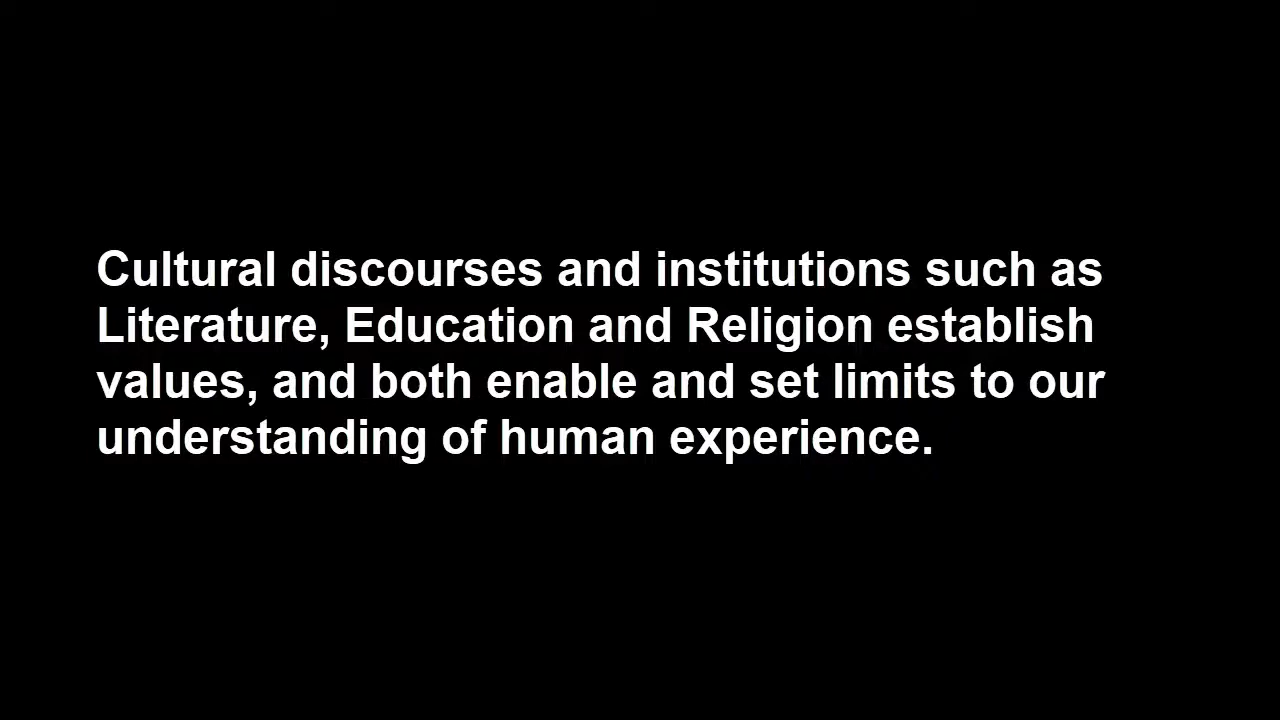 Cultural discourses and institutions such as
Literature, Education and Religion establish
values, and both enable and set limits to our
understanding of human experience.